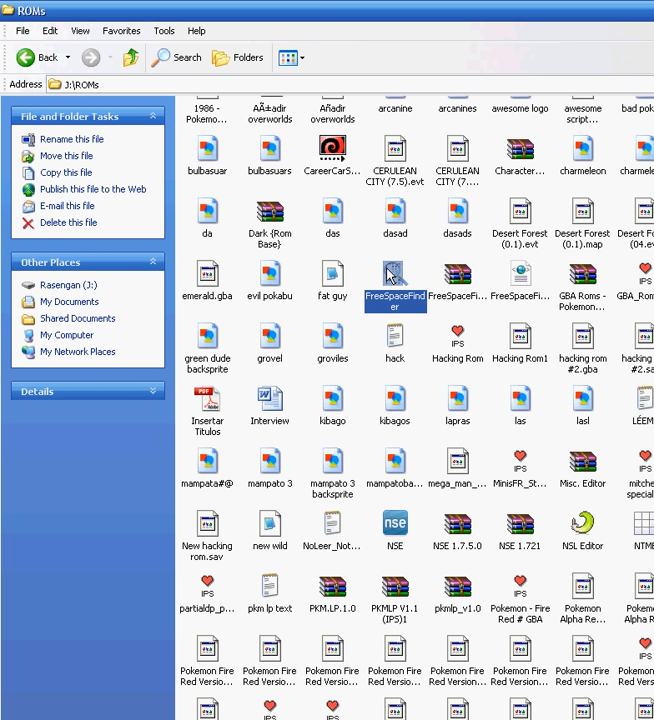 ROMs
File Edit View Favorites Tools Help
Back Search Folders
Address J:\ROMs
File and Folder Tasks
Rename this file
Move this file
Copy this file
Publish this file to the Web
E-mail this file
Delete this file
Other Places
Rasengan (J:)
My Documents
Shared Documents
My Computer
My Network Places
Details
1986 - Añadir Añadir arcanine arcanines awesome logo awesome bad pok
Pokemo... overworlds overworlds script...
bulbasuar bulbasuars CareerCarS... CERULEAN CERULEAN Character... charmeleon charmele
CITY (7.5).evt CITY (7....
da Dark {Rom das dasad dasads Desert Forest Desert Forest Desert Fo
Base} (0.1).evt (0.1).map (04.ev
emerald.gba evil pokabu fat guy FreeSpaceFind FreeSpaceFi... FreeSpaceFi... GBA Roms - GBA_Rom
er Pokemon...
green dude grovel groviles hack Hacking Rom Hacking Rom1 hacking rom hacking
backsprite #2.gba #2.sa
IPS
Insertar Interview kibago kibagos lapras las lasl LÉEM
Titulos
PDF
mampata#@ mampato 3 mampato 3 mampatoba... mega_man_... MinisFR_St... Misc. Editor mitche
backsprite special
IPS
nse
New hacking new wild NoLeer_Not... NSE NSE 1.7.5.0 NSE 1.721 NSL Editor NTME
rom.sav
IPS IPS
partialdp_p... pkm lp text PKM.LP.1.0 PKMLP V1.1 pkmlp_v1.0 Pokemon - Fire Pokemon Pokemo
(IPS)1 Red # GBA Alpha Re... Alpha Re
IPS
Pokemon Fire Pokemon Fire Pokemon Fire Pokemon Fire Pokemon Fire Pokemon Fire Pokemon Fire Pokemon
Red Versio... Red Versio... Red Versio... Red Versio... Red Versio... Red Versio... Red Versio... Red Vers
IPS IPS